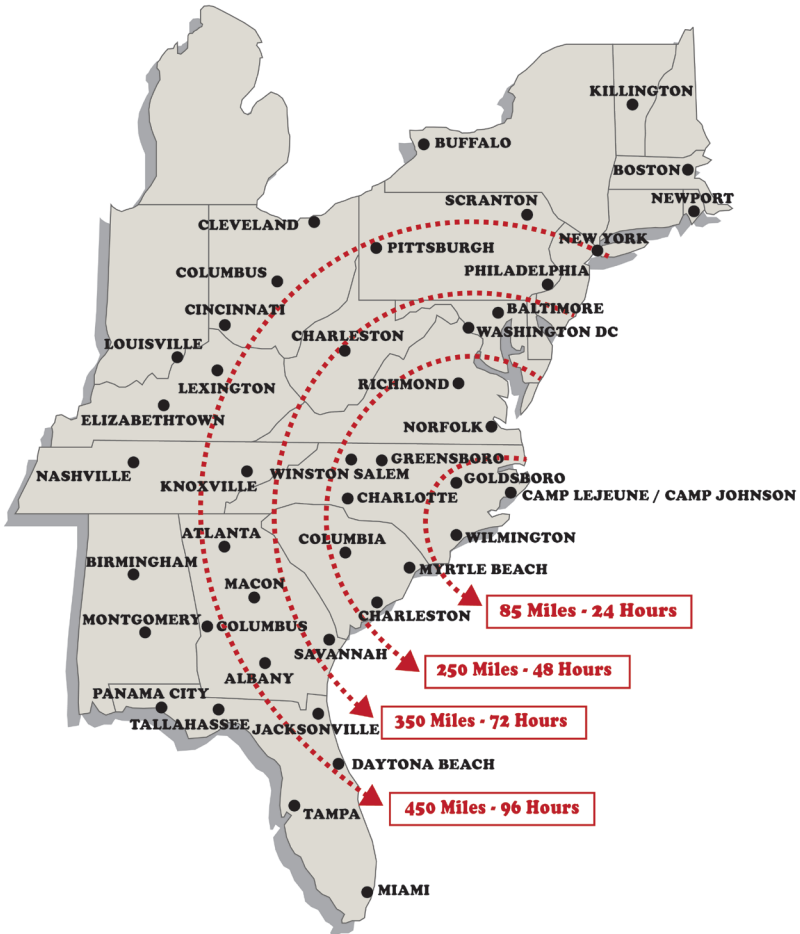 KILLINGTON
BUFFALO
BOSTON
SCRANTON
NEWPORT
CLEVELAND
NEW YORK
PITTSBURGH
COLUMBUS
PHILADELPHIA
CINCINNATI
BALTIMORE
WASHINGTON DC
CHARLESTON
LOUISVILLE
RICHMOND
LEXINGTON
ELIZABETHTOWN
NORFOLK
GREENSBORO
NASHVILLE
WINSTON SALEM
KNOXVILLE
GOLDSBORO
CAMP LEJEUNE / CAMP JOHNSON
CHARLOTTE
ATLANTA
COLUMBIA
WILMINGTON
BIRMINGHAM
MYRTLE BEACH
MACON
85 Miles - 24 Hours
CHARLESTON
MONTGOMERY
COLUMBUS
SAVANNAH
250 Miles - 48 Hours
ALBANY
PANAMA CITY
350 Miles - 72 Hours
TALLAHASSEE
JACKSONVILLE
DAYTONA BEACH
450 Miles - 96 Hours
TAMPA
MIAMI